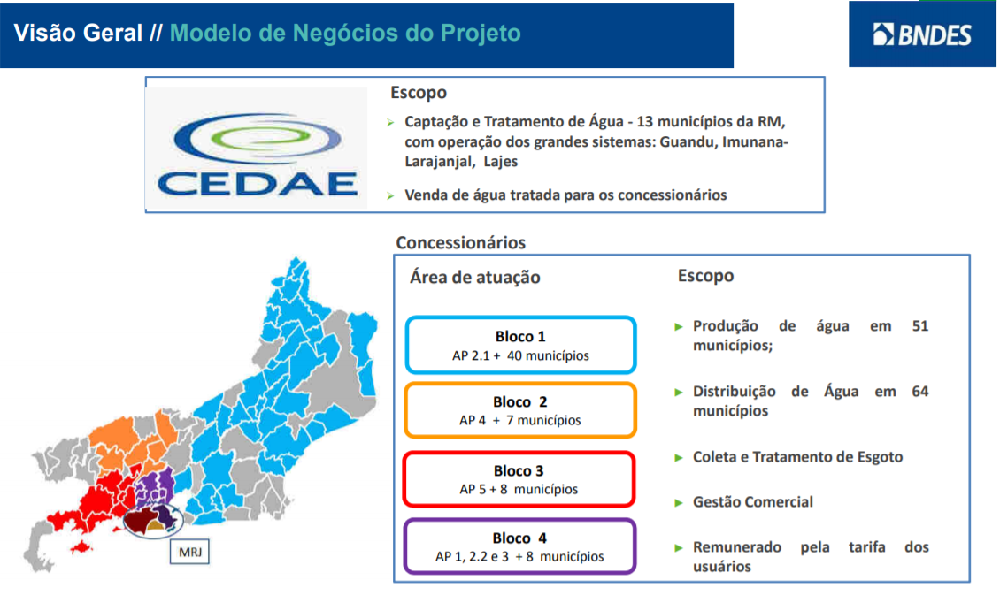 Visão Geral // Modelo de Negócios do Projeto
BNDES
CEDAE
Escopo
Captação e Tratamento de Água - 13 municípios da RM,
com operação dos grandes sistemas: Guandu, Imunana-
Larajanjal, Lajes
Venda de água tratada para os concessionários
Concessionários
Área de atuação
Bloco 1
AP 2.1 + 40 municípios
Bloco 2
AP 4 + 7 municípios
Bloco 3
AP 5 + 8 municípios
Bloco 4
AP 1, 2.2 e 3 + 8 municípios
Escopo
Produção de água em 51
municípios;
Distribuição de Água em 64
municípios
Coleta e Tratamento de Esgoto
Gestão Comercial
Remunerado pela tarifa dos
usuários
MRJ